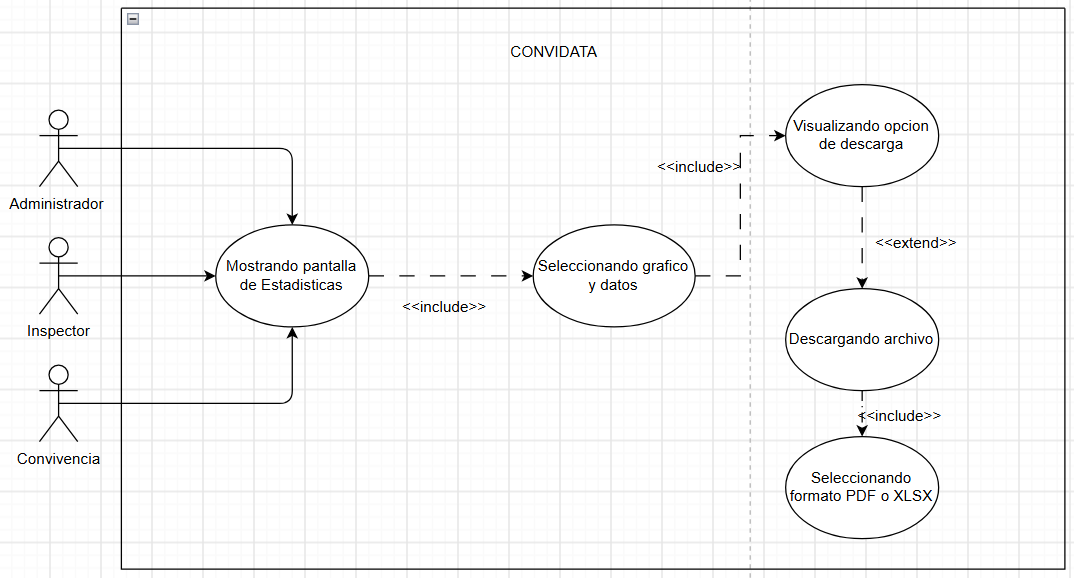 CONVIDATA
Administrador
Inspector
Convivencia
Mostrando pantalla
de Estadisticas
<<include>>
Seleccionando grafico
y datos
<<include>>
Visualizando opcion
de descarga
<<extend>>
Descargando archivo
<<include>>
Seleccionando
formato PDF o XLSX